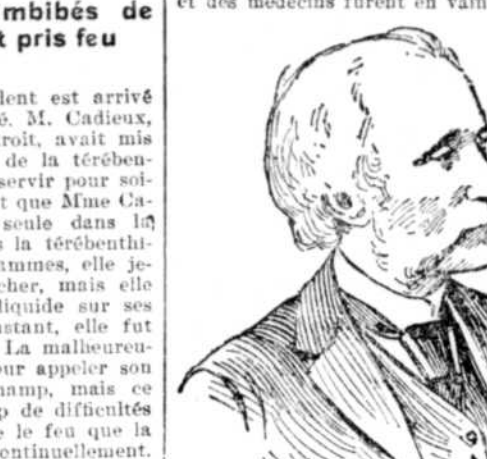 mbibés de
t pris feu
lent est arrivé
é. M. Cadieux,
roit, avait mis
de la téreben-
servir pour soi-
t que Mme Ca-
seule dans la
s la térébenthi-
ammes, elle je-
cher, mais elle
liquide sur ses
stant, elle fut
La malheureu-
ur appeler son
hamp, mais ce
p de difficultés
e le feu que la
continuellement.
et des médecins furent en vain